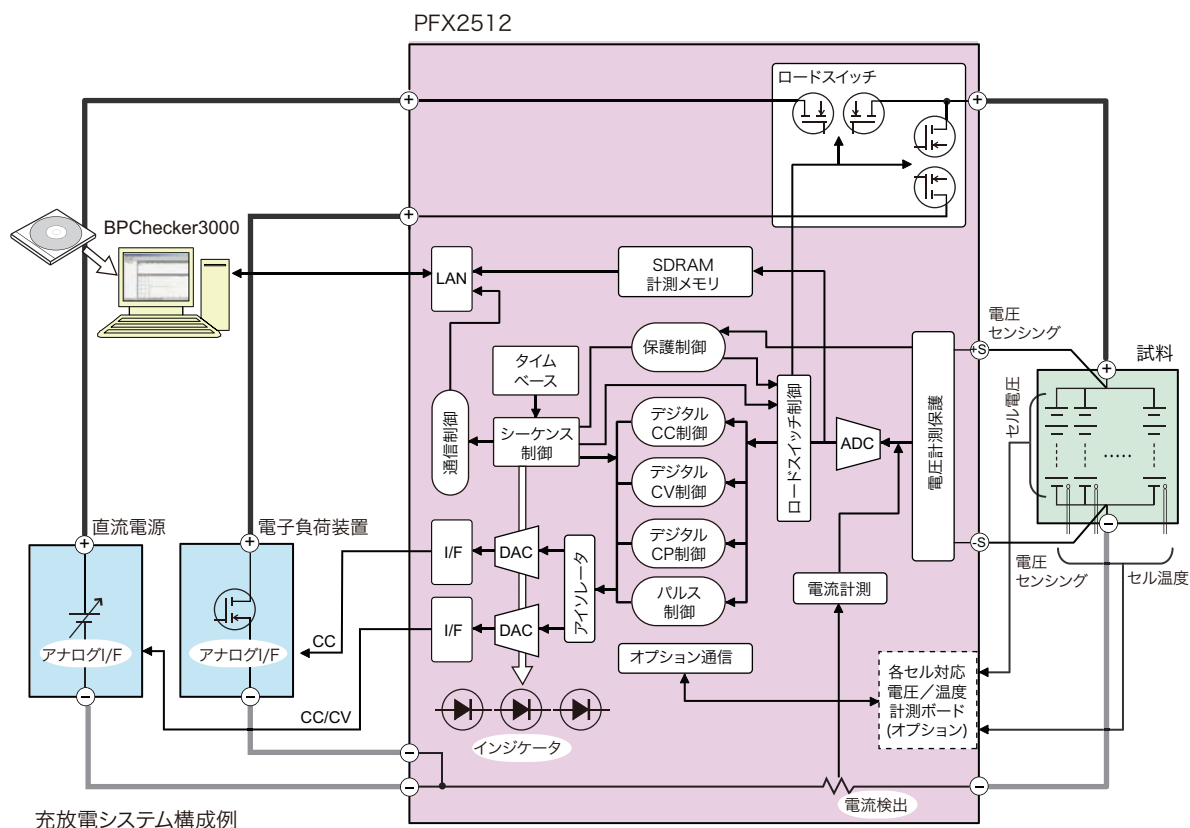 PFX2512
ロードスイッチ
+
+
+
BPChecker3000
LAN
SDRAM
計測メモリ
電圧
センシング
+S
試料
+
保護制御
タイム
ベース
シーケンス
制御
通信制御
デジタル
CC制御
デジタル
CV制御
デジタル
CP制御
パルス
制御
ロードスイッチ制御
ADC
電圧計測保護
セル電圧
.....
−
-S
電圧
センシング
セル温度
直流電源
+
電子負荷装置
+
I/F
DAC
I/F
DAC
アイソレータ
電流計測
アナログI/F
アナログI/F
CC
CC/CV
オプション通信
各セル対応
電圧／温度
計測ボード
(オプション)
−
−
インジケータ
−
−
−
電流検出
充放電システム構成例